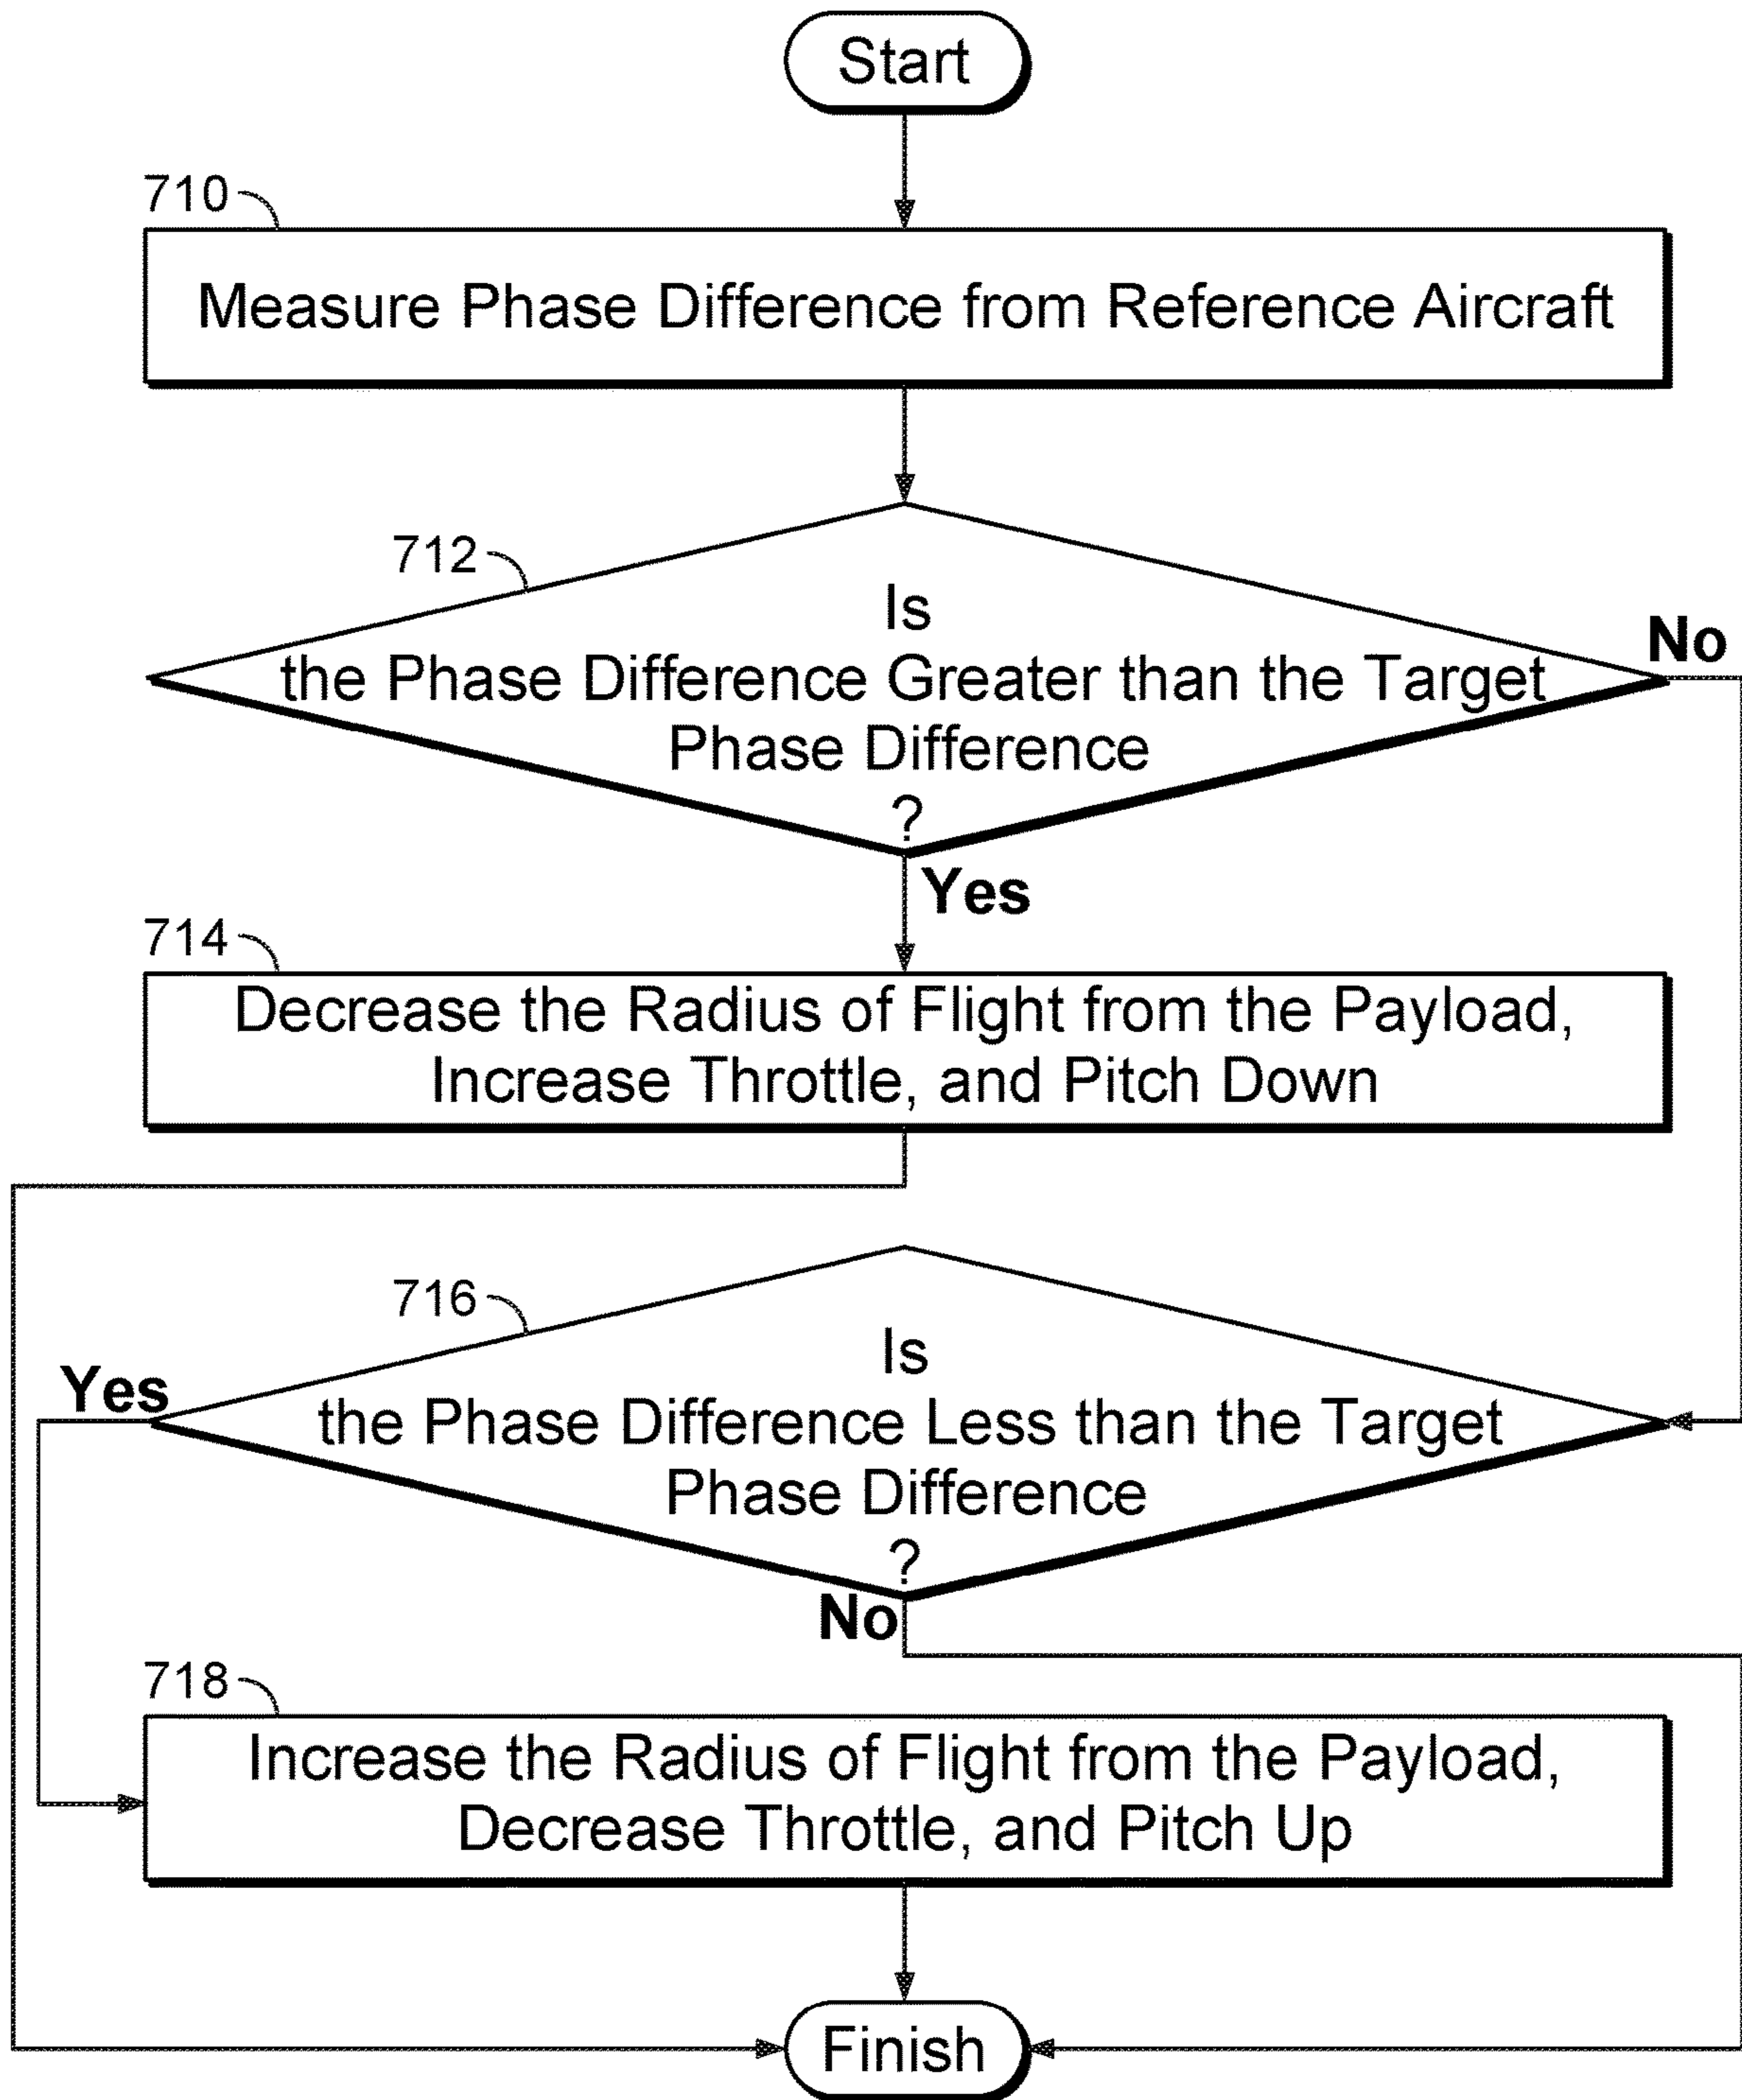 Start
710
Measure Phase Difference from Reference Aircraft
712
Is
the Phase Difference Greater than the Target
Phase Difference
?
No
Yes
714
Decrease the Radius of Flight from the Payload,
Increase Throttle, and Pitch Down
716
Is
the Phase Difference Less than the Target
Phase Difference
?
Yes
No
718
Increase the Radius of Flight from the Payload,
Decrease Throttle, and Pitch Up
Finish